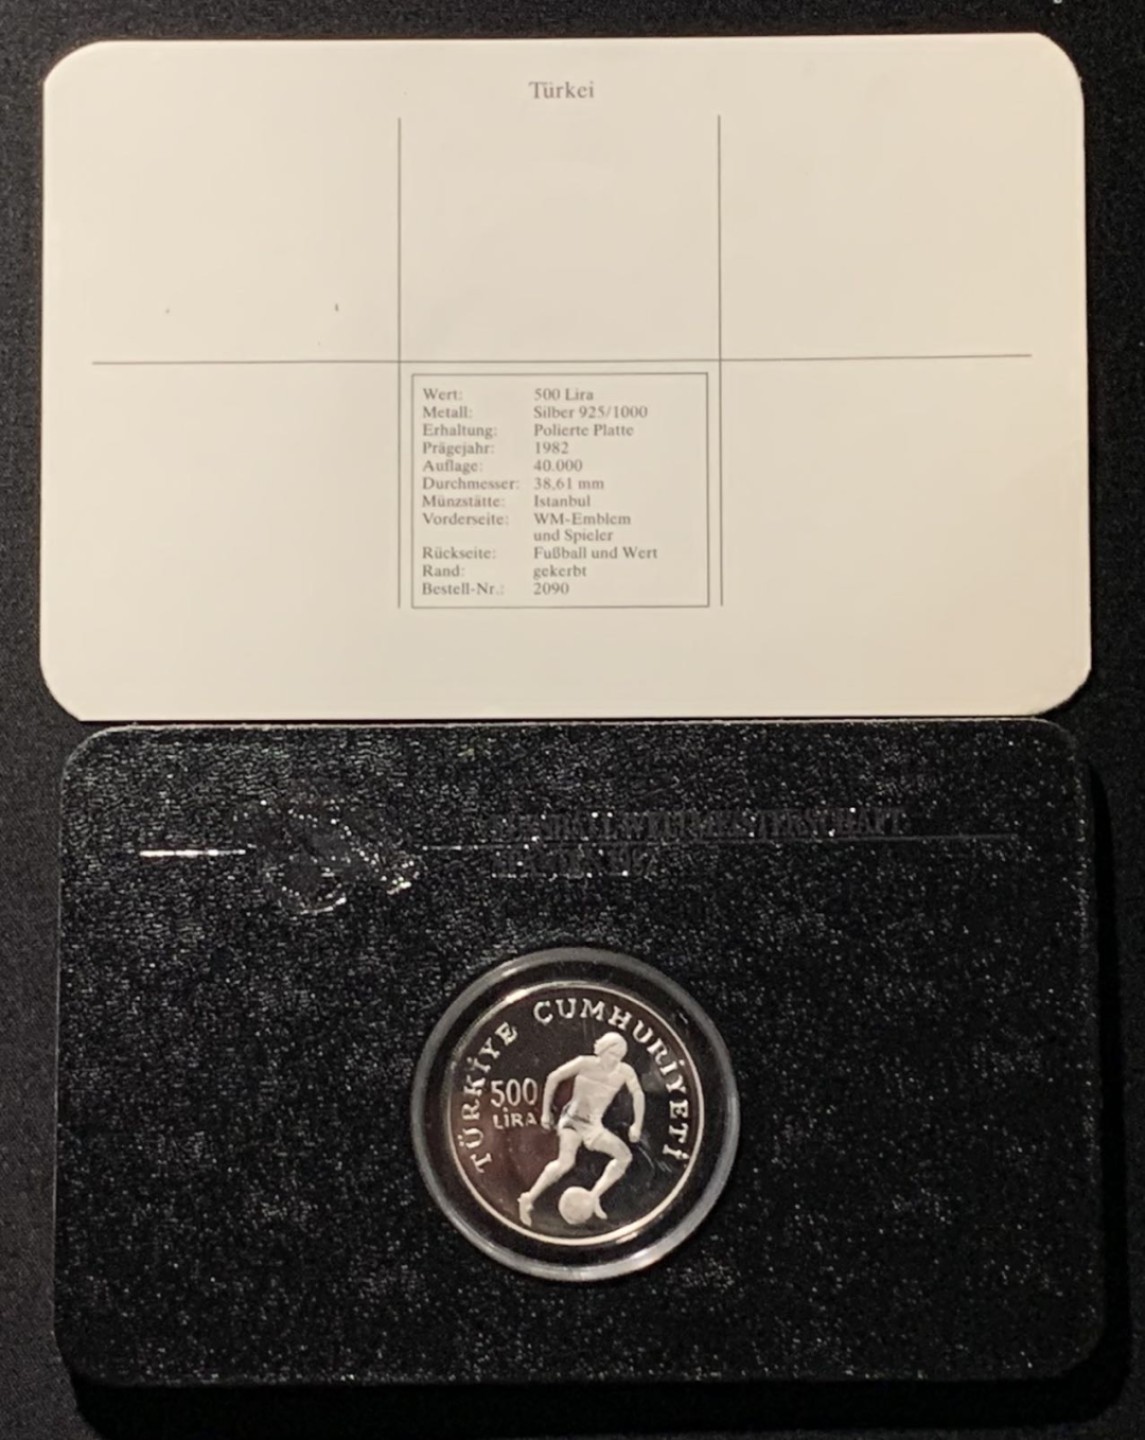 Türkei
Wert: 500 Lira
Metall: Silber 925/1000
Erhaltung: Polierte Platte
Prägejahr: 1982
Auflage: 40.000
Durchmesser: 38,61 mm
Münzstätte: Istanbul
Vorderseite: WM-Emblem
und Spieler
Rückseite: Fußball und Wert
Rand: gekerbt
Bestell-Nr.: 2090
FUSSBALL-WELTMEISTERSCHAFT
TÜRKİYE CUMHURİYETİ
500
LİRA